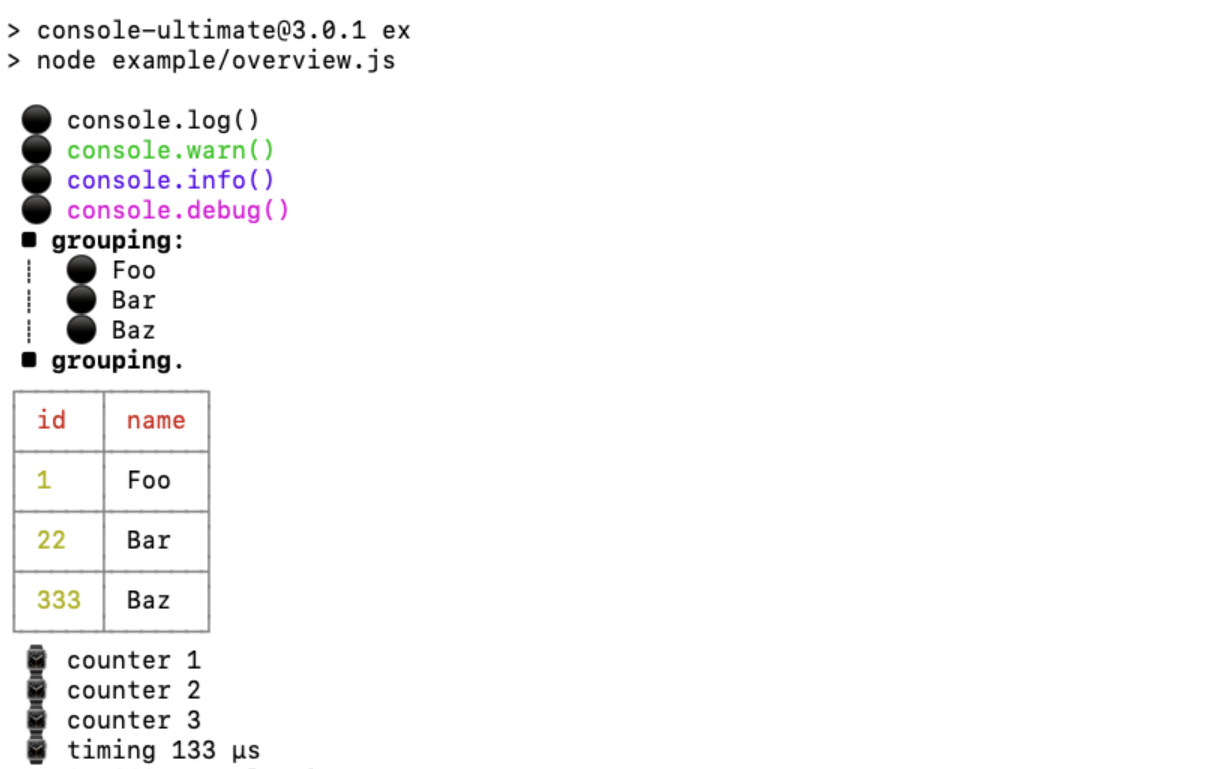 > console-ultimate@3.0.1 ex
> node example/overview.js
console.log()
console.warn()
console.info()
console.debug()
grouping:
Foo
Bar
Baz
grouping.
id name
1 Foo
22 Bar
333 Baz
counter 1
counter 2
counter 3
timing 133 µs